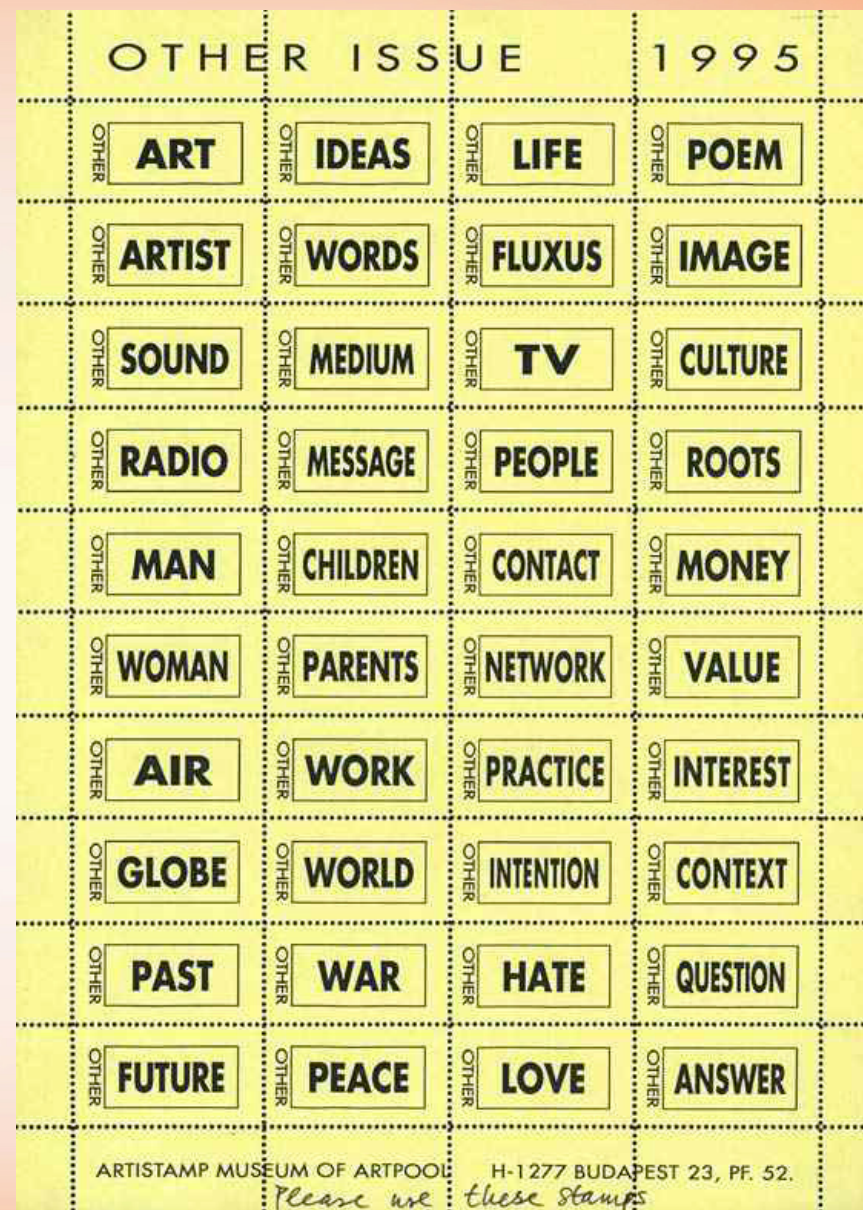 OTHER ISSUE 1995
OTHER ART OTHER IDEAS OTHER LIFE OTHER POEM
OTHER ARTIST OTHER WORDS OTHER FLUXUS OTHER IMAGE
OTHER SOUND OTHER MEDIUM OTHER TV OTHER CULTURE
OTHER RADIO OTHER MESSAGE OTHER PEOPLE OTHER ROOTS
OTHER MAN OTHER CHILDREN OTHER CONTACT OTHER MONEY
OTHER WOMAN OTHER PARENTS OTHER NETWORK OTHER VALUE
OTHER AIR OTHER WORK OTHER PRACTICE OTHER INTEREST
OTHER GLOBE OTHER WORLD OTHER INTENTION OTHER CONTEXT
OTHER PAST OTHER WAR OTHER HATE OTHER QUESTION
OTHER FUTURE OTHER PEACE OTHER LOVE OTHER ANSWER
ARTISTAMP MUSEUM OF ARTPOOL H-1277 BUDAPEST 23, PF. 52.
Please use these stamps